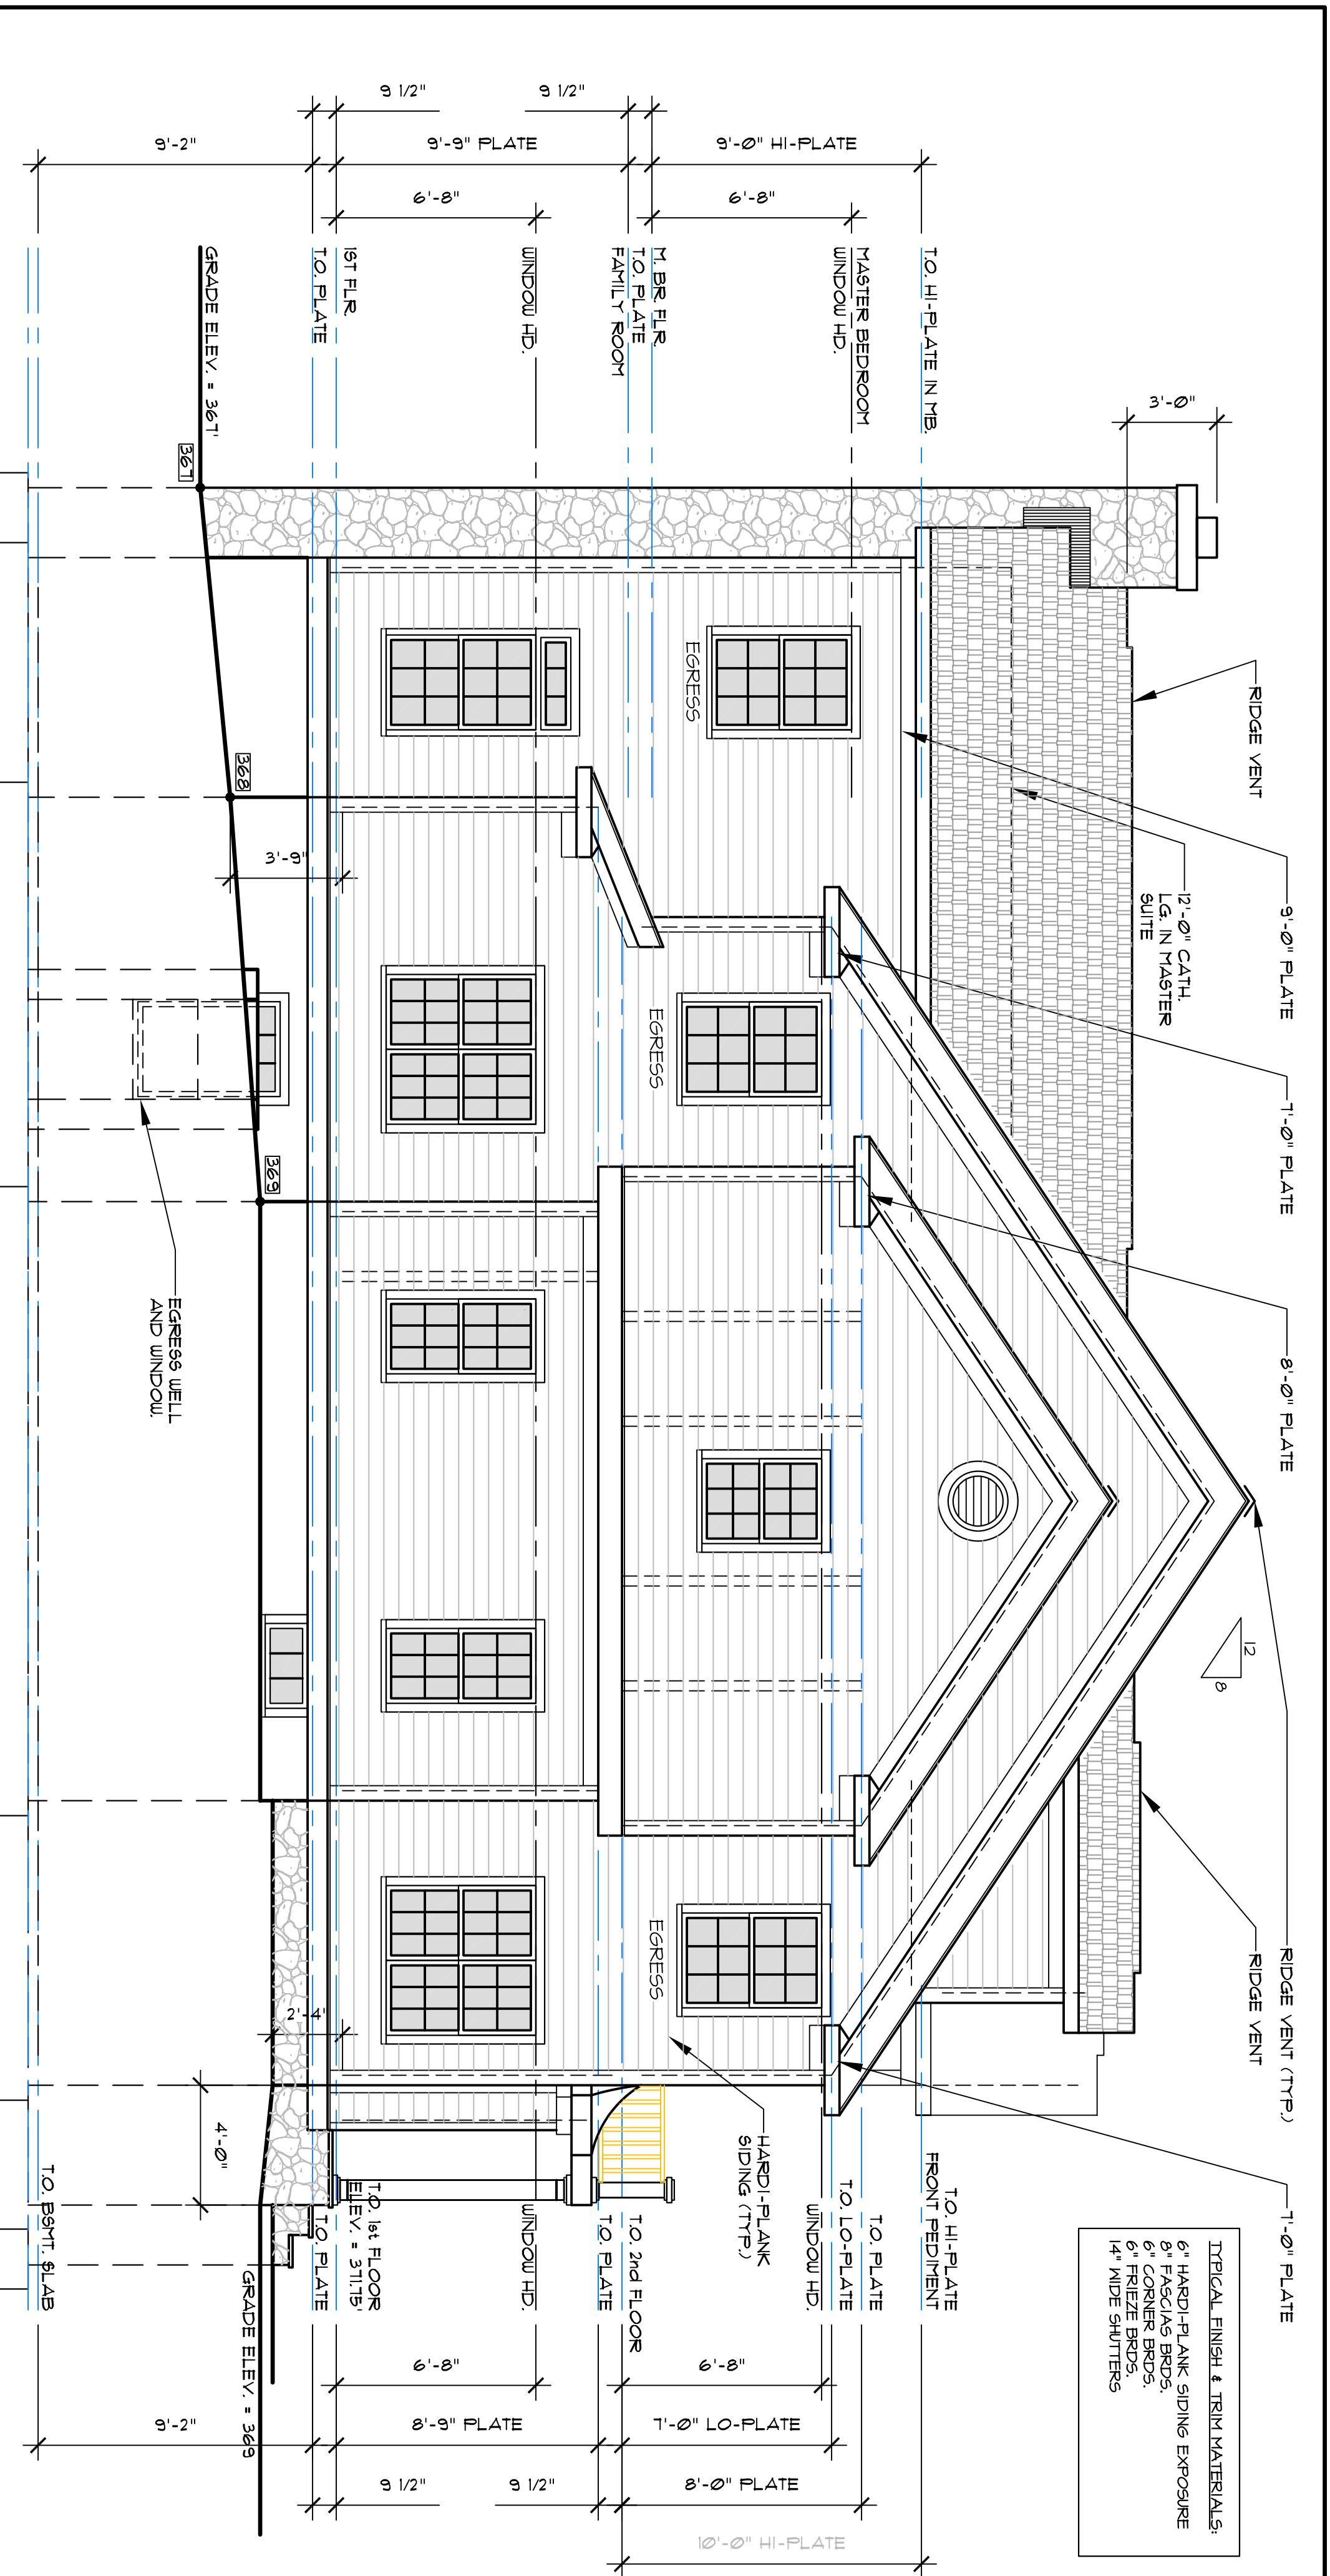 RIDGE VENT
9'-0" PLATE
7'-0" PLATE
8'-0" PLATE
RIDGE VENT (TYP.)
7'-0" PLATE
12'-0" CATH.
LG. IN MASTER
SUITE
RIDGE VENT
12
8
TYPICAL FINISH & TRIM MATERIALS:
6" HARDI-PLANK SIDING EXPOSURE
8" FASCIAS BRDS.
6" CORNER BRDS.
6" FRIEZE BRDS.
14" WIDE SHUTTERS
3'-0"
9'-0" HI-PLATE
6'-8"
9 1/2"
9'-9" PLATE
6'-8"
9 1/2"
9'-2"
T.O. HI-PLATE IN MB.
MASTER BEDROOM
WINDOW HD.
M. BR. FLR.
T.O. PLATE
FAMILY ROOM
WINDOW HD.
1ST FLR.
T.O. PLATE
GRADE ELEV. = 367'
367
368
369
3'-9"
EGRESS
EGRESS
EGRESS
HARDI-PLANK
SIDING (TYP.)
EGRESS WELL
AND WINDOW.
2'-4"
4'-0"
T.O. HI-PLATE
FRONT PEDIMENT
T.O. PLATE
T.O. LO-PLATE
WINDOW HD.
T.O. 2nd FLOOR
T.O. PLATE
WINDOW HD.
T.O. 1st FLOOR
ELEV. = 371.75'
T.O. PLATE
GRADE ELEV. = 369
T.O. BSMT. SLAB
6'-8"
7'-0" LO-PLATE
8'-0" PLATE
10'-0" HI-PLATE
6'-8"
8'-9" PLATE
9 1/2"
9 1/2"
9'-2"